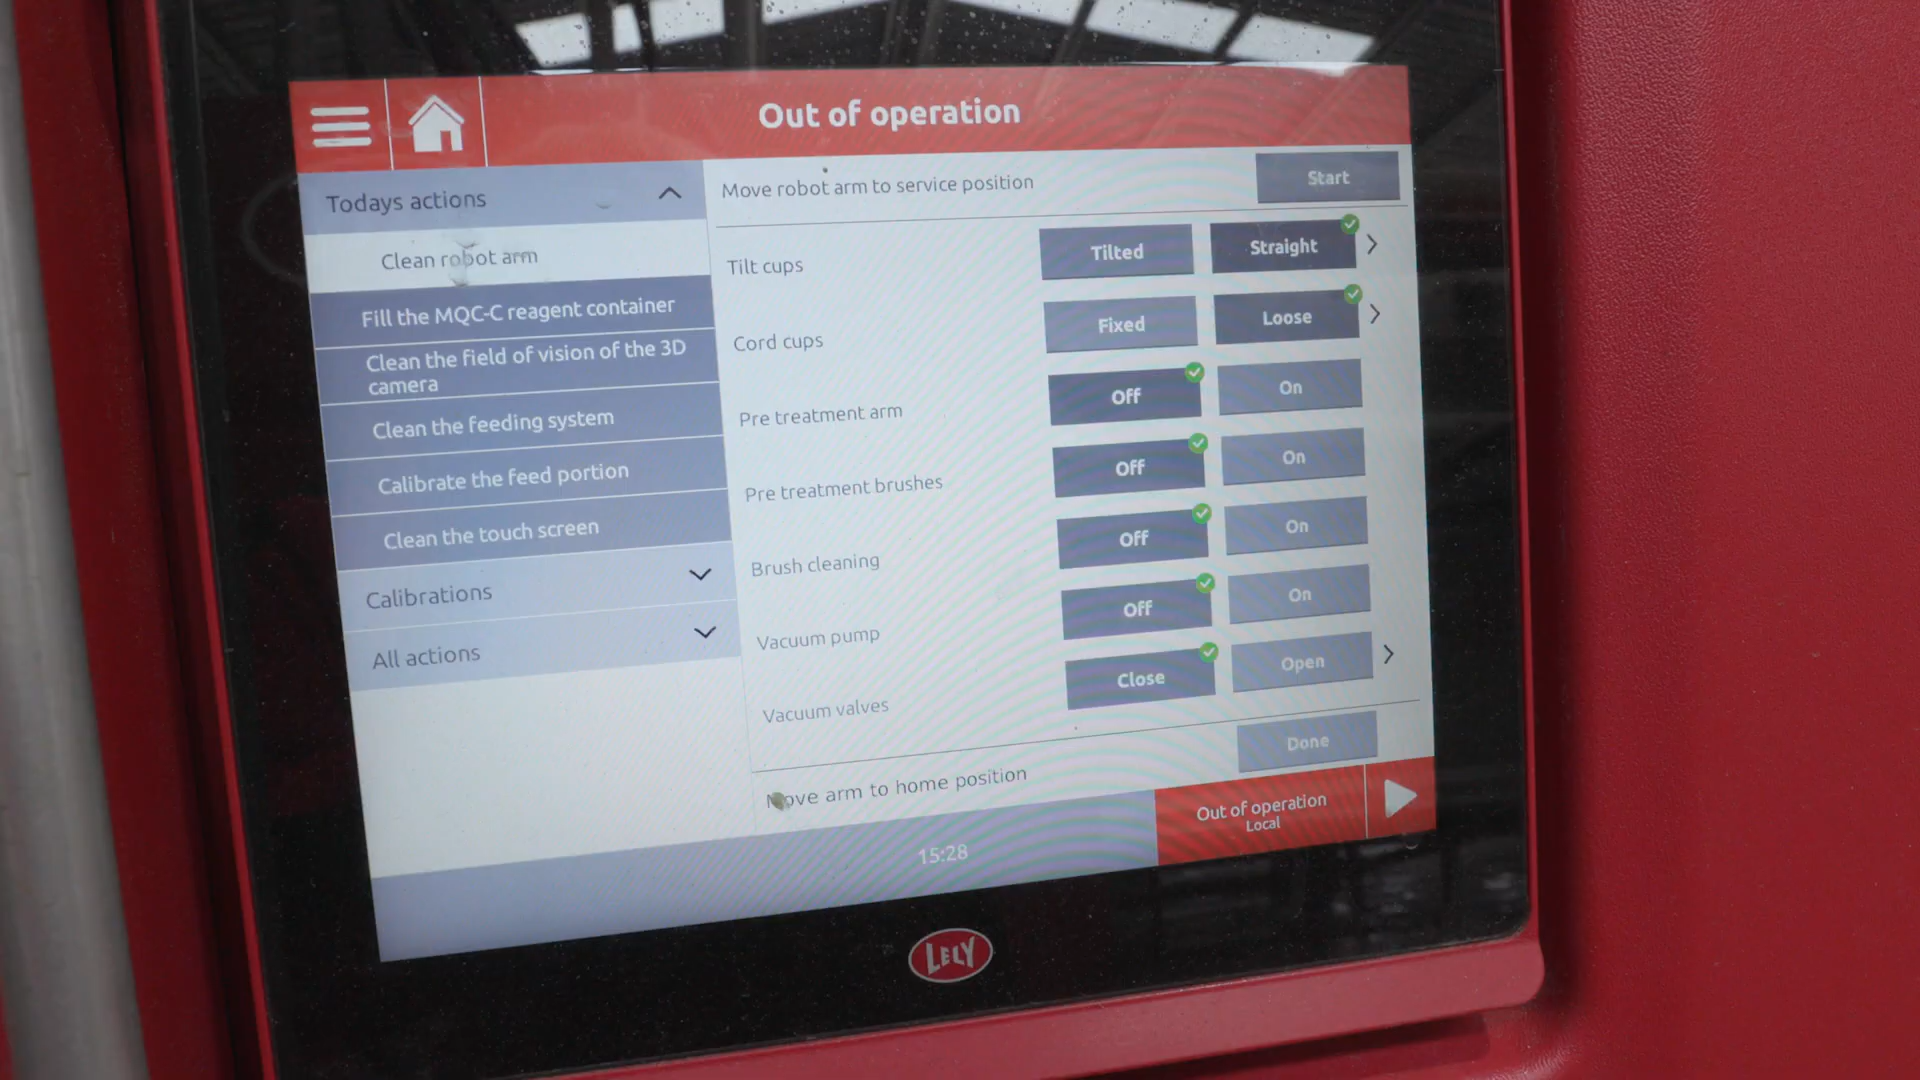 Out of operation
Todays actions
Clean robot arm
Fill the MQC-C reagent container
Clean the field of vision of the 3D
camera
Clean the feeding system
Calibrate the feed portion
Clean the touch screen
Calibrations
All actions
Move robot arm to service position
Start
Tilt cups
Tilted
Straight
Cord cups
Fixed
Loose
Pre treatment arm
Off
On
Pre treatment brushes
Off
On
Brush cleaning
Off
On
Vacuum pump
Off
On
Vacuum valves
Close
Open
Move arm to home position
Done
15:28
Out of operation
Local
LELY